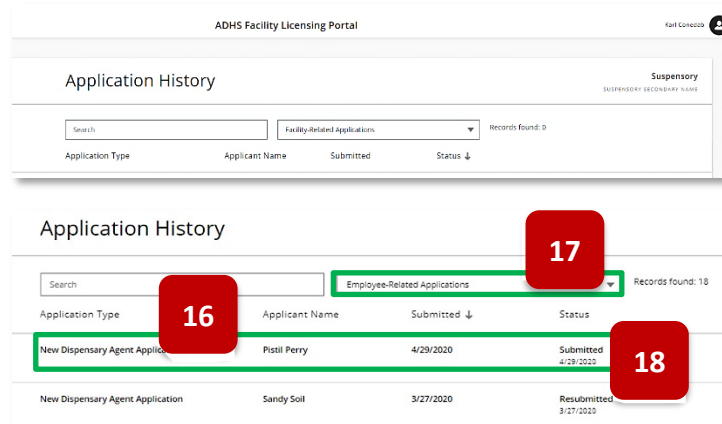 ADHS Facility Licensing Portal
Karl Conedab
Application History
Suspensory
SUSPENSORY SECONDARY NAME
Search
Facility-Related Applications
Records found: 0
Application Type Applicant Name Submitted Status ↓
Application History
17
Search
Employee-Related Applications
Records found: 18
16
Application Type Applicant Name Submitted ↓ Status
New Dispensary Agent Pistil Perry 4/29/2020 Submitted
4/29/2020
18
New Dispensary Agent Application Sandy Soil 3/27/2020 Resubmitted
3/27/2020